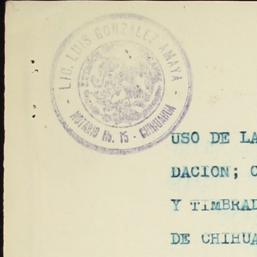 LIC. LUIS GONZALEZ AMAYA
NOTARIO No. 15 - CHIHUAHUA
USO DE LA
DACION; C
Y TIMBRAD
DE CHIHUA